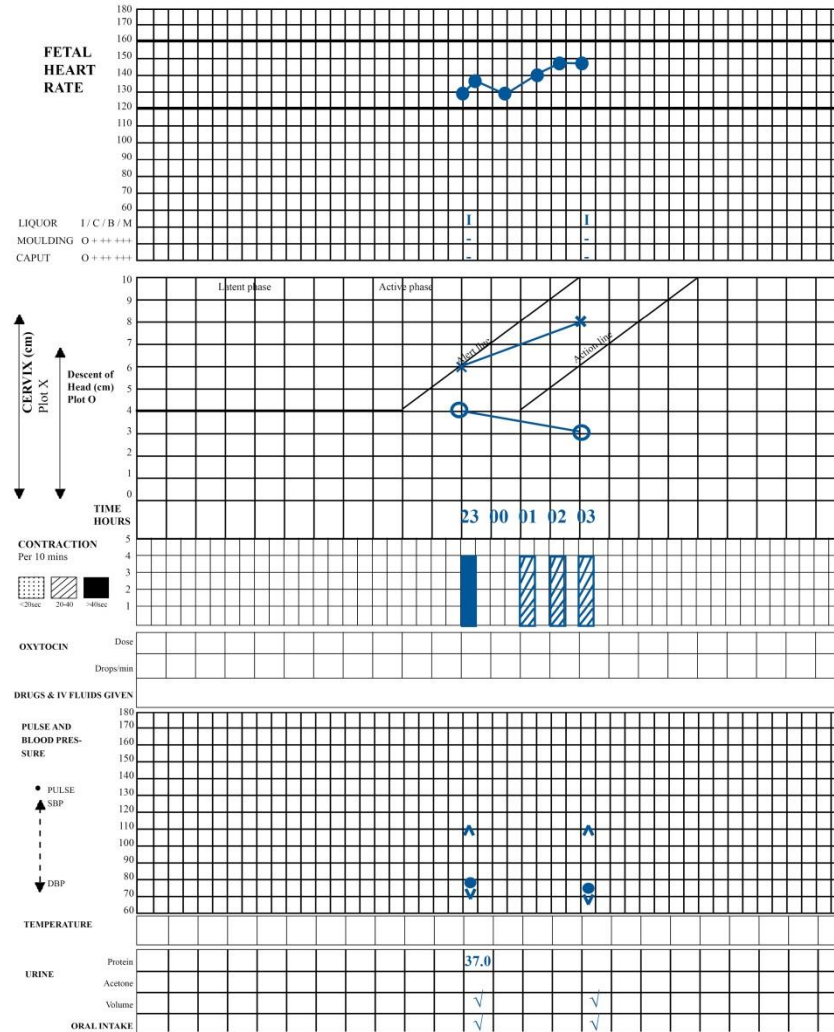 180
170
160
150
140
130
120
110
100
90
80
70
60
FETAL
HEART
RATE
LIQUOR I / C / B / M I I
MOULDING O + ++ +++ - -
CAPUT O + ++ +++ - -
10
9
8
7
6
5
4
3
2
1
0
Latent phase Active phase
Alert line
Action line
CERVIX (cm)
Plot X
Descent of
Head (cm)
Plot O
TIME
HOURS
23 00 01 02 03
CONTRACTION
Per 10 mins
5
4
3
2
1
<20sec 20-40 >40sec
OXYTOCIN
Dose
Drops/min
DRUGS & IV FLUIDS GIVEN
180
170
160
150
140
130
120
110
100
90
80
70
60
PULSE AND
BLOOD PRES-
SURE
• PULSE
SBP
DBP
TEMPERATURE
URINE
Protein 37.0
Acetone
Volume √ √
ORAL INTAKE √ √